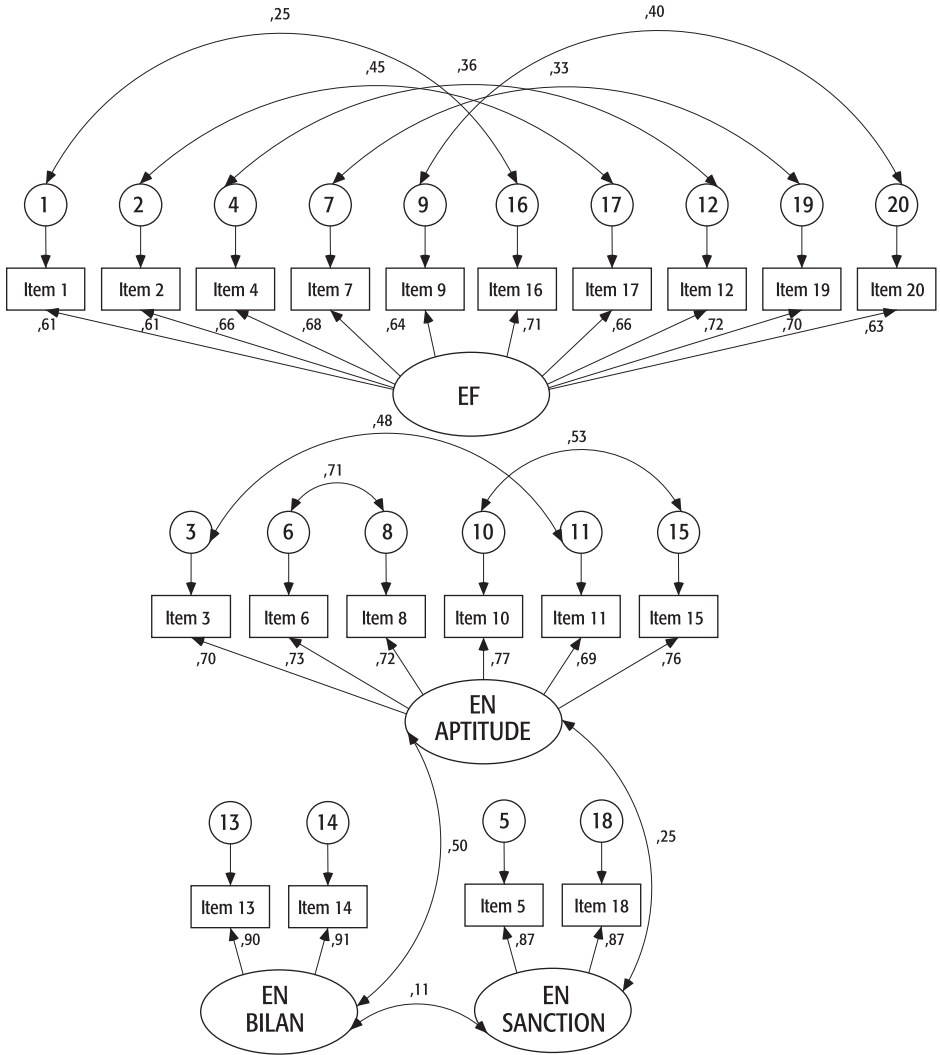 ,25
,40
,45
,36
,33
1 2 4 7 9 16 17 12 19 20
Item 1 Item 2 Item 4 Item 7 Item 9 Item 16 Item 17 Item 12 Item 19 Item 20
,61 ,61 ,66 ,68 ,64 ,71 ,66 ,72 ,70 ,63
EF
,48
,53
,71
3 6 8 10 11 15
Item 3 Item 6 Item 8 Item 10 Item 11 Item 15
,70 ,73 ,72 ,77 ,69 ,76
EN
APTITUDE
13 14 5 18
,50
,25
Item 13 Item 14 Item 5 Item 18
,90 ,91 ,87 ,87
,11
EN
BILAN
EN
SANCTION